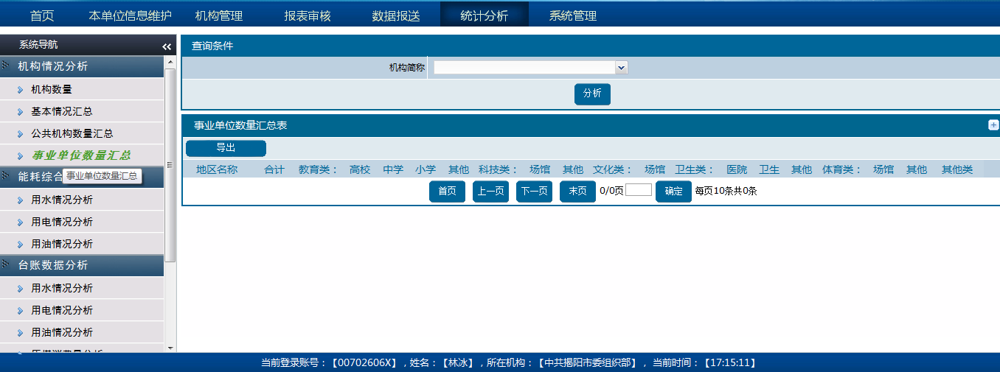 首页 本单位信息维护 机构管理 报表审核 数据报送 统计分析 系统管理
系统导航
机构情况分析
机构数量
基本情况汇总
公共机构数量汇总
事业单位数量汇总
能耗综合
事业单位数量汇总
用水情况分析
用电情况分析
用油情况分析
台账数据分析
用水情况分析
用电情况分析
用油情况分析
查询条件
机构简称
分析
事业单位数量汇总表
导出
地区名称 合计 教育类： 高校 中学 小学 其他 科技类： 场馆 其他 文化类： 场馆 卫生类： 医院 卫生 其他 体育类： 场馆 其他 其他类
首页 上一页 下一页 末页 0/0页 确定 每页10条共0条
当前登录账号：【00702606X】，姓名：【林冰】，所在机构：【中共揭阳市委组织部】， 当前时间：【17:15:11】